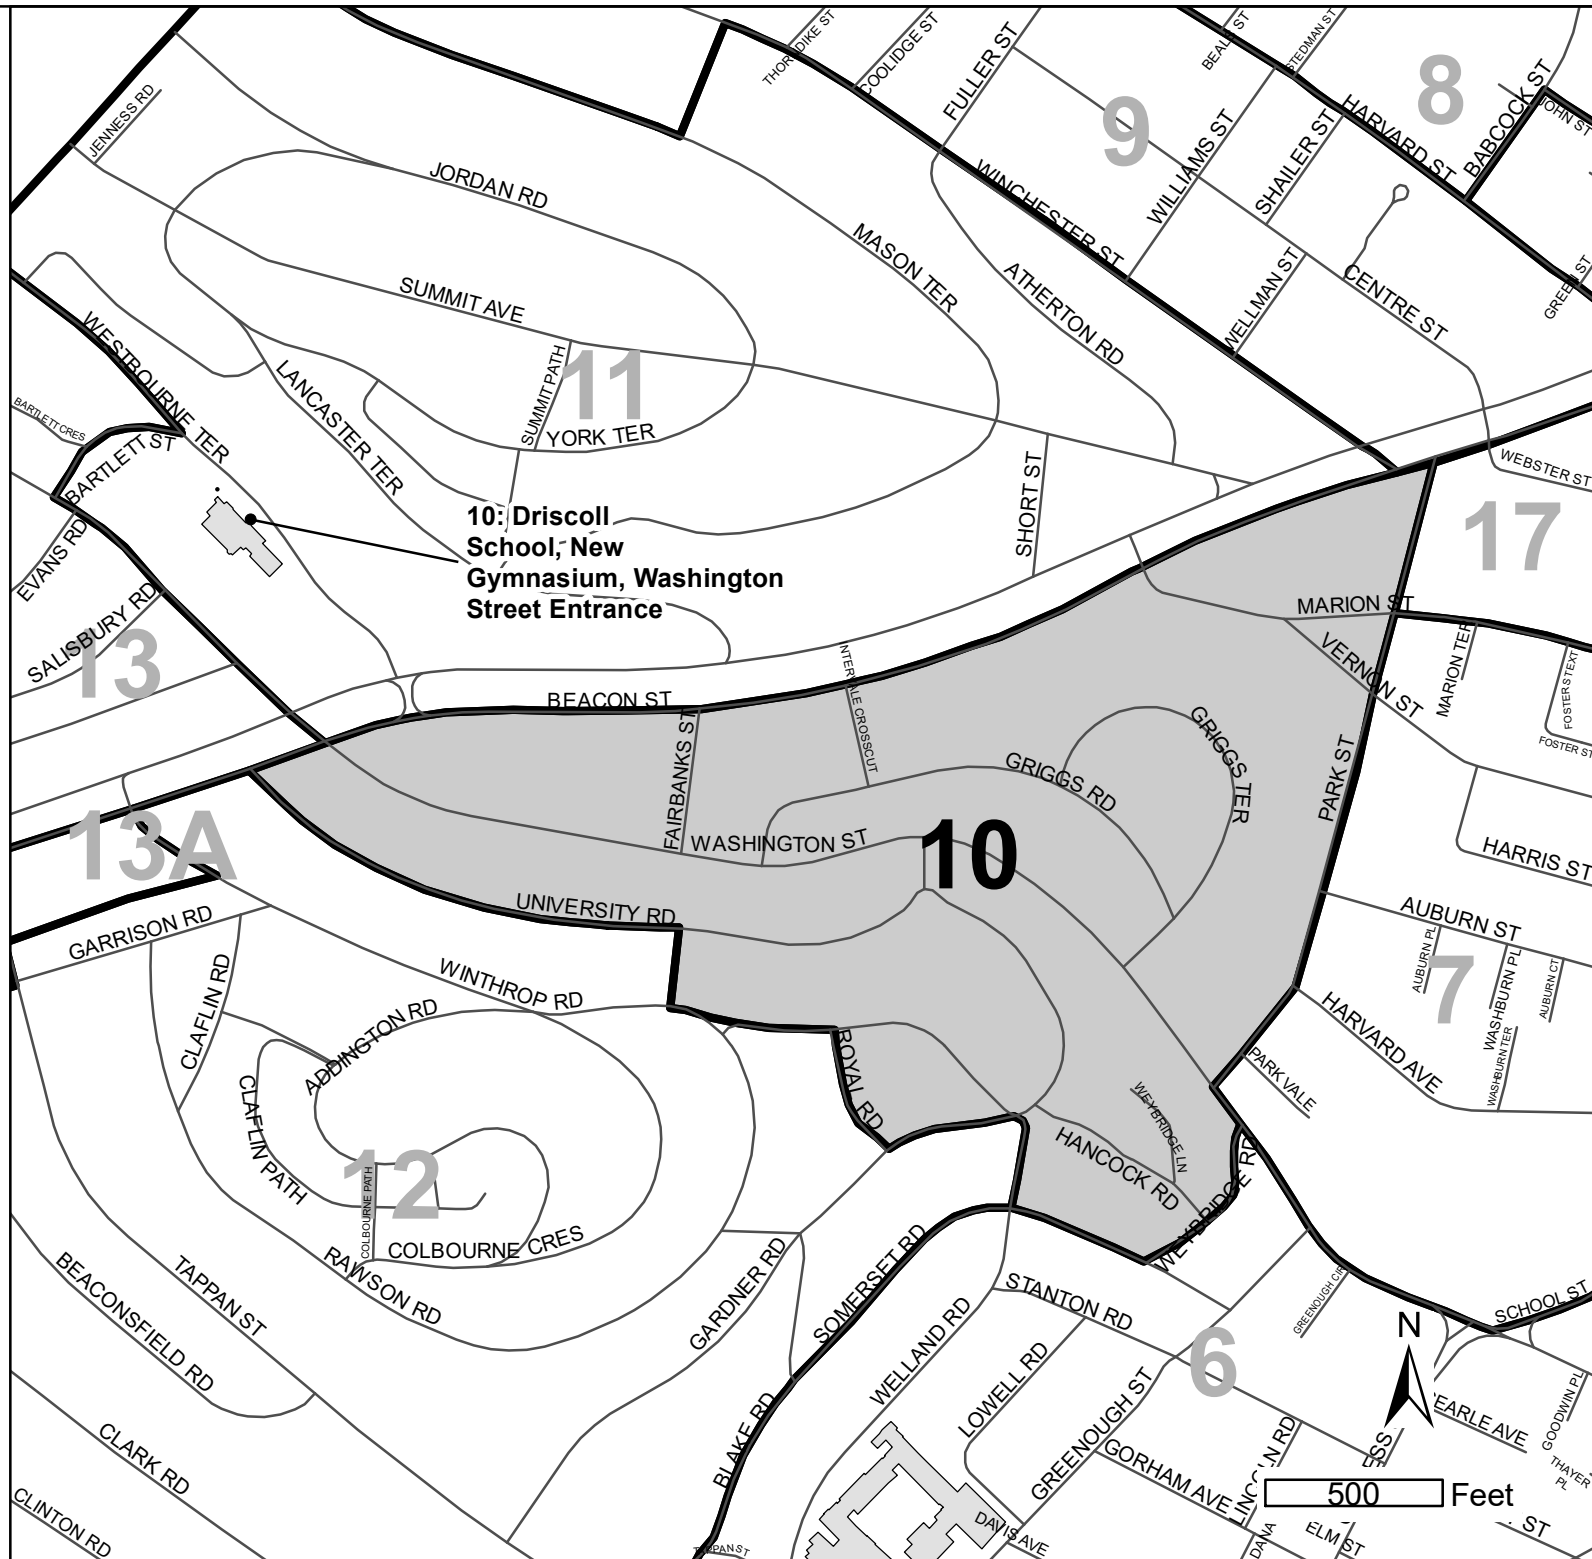 THORNDIKE ST
COOLIDGE ST
FULLER ST
BEALS ST
STEDMAN ST
8
BABCOCK ST
JOHN ST
HARVARD ST
9
JENNESS RD
WILLIAMS ST
SHAILER ST
JORDAN RD
WINCHESTER ST
MASON TER
ATHERTON RD
WELLMAN ST
CENTRE ST
SUMMIT AVE
WESTBOURNE TER
LANCASTER TER
SUMMIT PATH
11
YORK TER
BARTLETT CRES
BARTLETT ST
SHORT ST
WEBSTER ST
17
EVANS RD
SALISBURY RD
13
10: Driscoll
School, New
Gymnasium, Washington
Street Entrance
MARION ST
VERNON ST
MARION TER
FOSTER ST EXT
FOSTER ST
BEACON ST
FAIRBANKS ST
GRIGGS RD
GRIGGS TER
PARK ST
WASHINGTON ST
10
13A
HARRIS ST
UNIVERSITY RD
GARRISON RD
AUBURN ST
AUBURN PL
7
WASHBURN PL
AUBURN CT
WASHBURN TER
CLAFLIN RD
WINTHROP RD
ADDINGTON RD
ROYAL RD
HARVARD AVE
PARK VALE
CLAFLIN PATH
12
COLBOURNE PATH
COLBOURNE CRES
WEYBRIDGE LN
HANCOCK RD
WEYBRIDGE RD
RAWSON RD
TAPPAN ST
BEACONSFIELD RD
GARDNER RD
SOMERSET RD
STANTON RD
GREENOUGH CIR
SCHOOL ST
N
6
WELLAND RD
LOWELL RD
GREENOUGH ST
BLAKE RD
CLARK RD
CLINTON RD
GORHAM AVE
LINCOLN RD
SEARLE AVE
GOODWIN PL
THAYER
PL
500 Feet
DAVIS AVE
DANA
ELM ST
ST